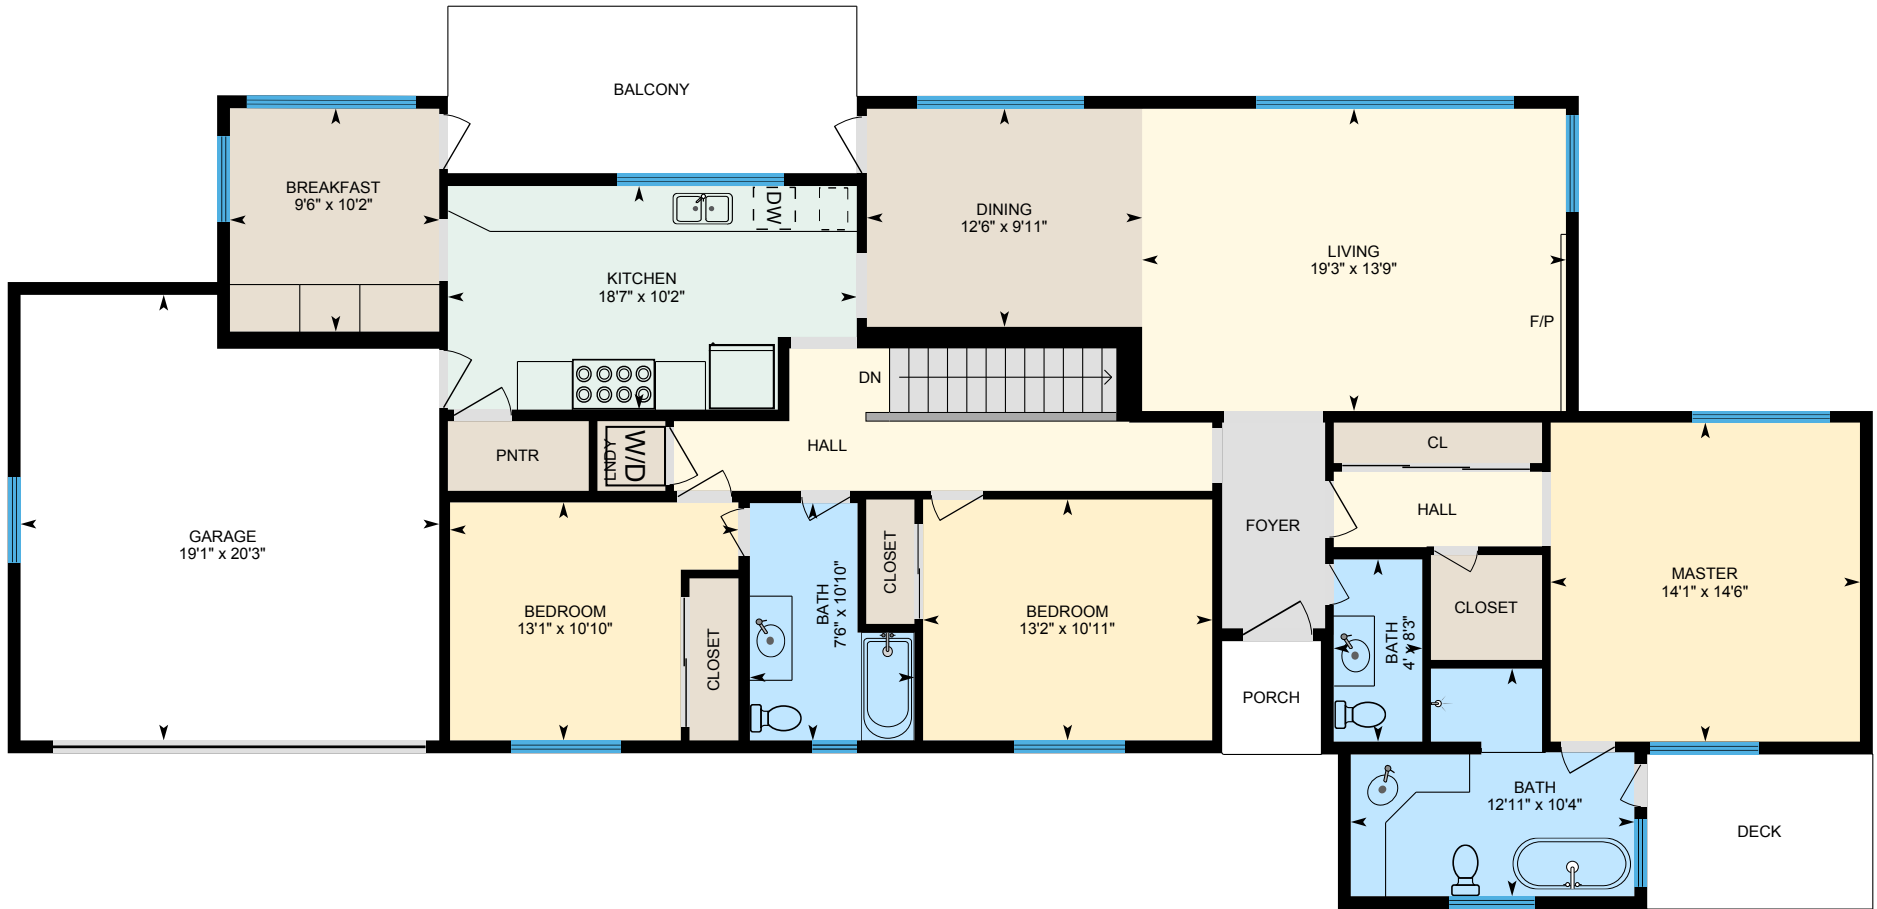 BALCONY
BREAKFAST
9'6" x 10'2"
DW
DINING
12'6" x 9'11"
LIVING
19'3" x 13'9"
KITCHEN
18'7" x 10'2"
F/P
DN
PNTR
LNDY
W/D
HALL
CL
HALL
FOYER
GARAGE
19'1" x 20'3"
BEDROOM
13'1" x 10'10"
CLOSET
BATH
7'6" x 10'10"
CLOSET
BEDROOM
13'2" x 10'11"
PORCH
BATH
4' x 8'3"
CLOSET
MASTER
14'1" x 14'6"
BATH
12'11" x 10'4"
DECK